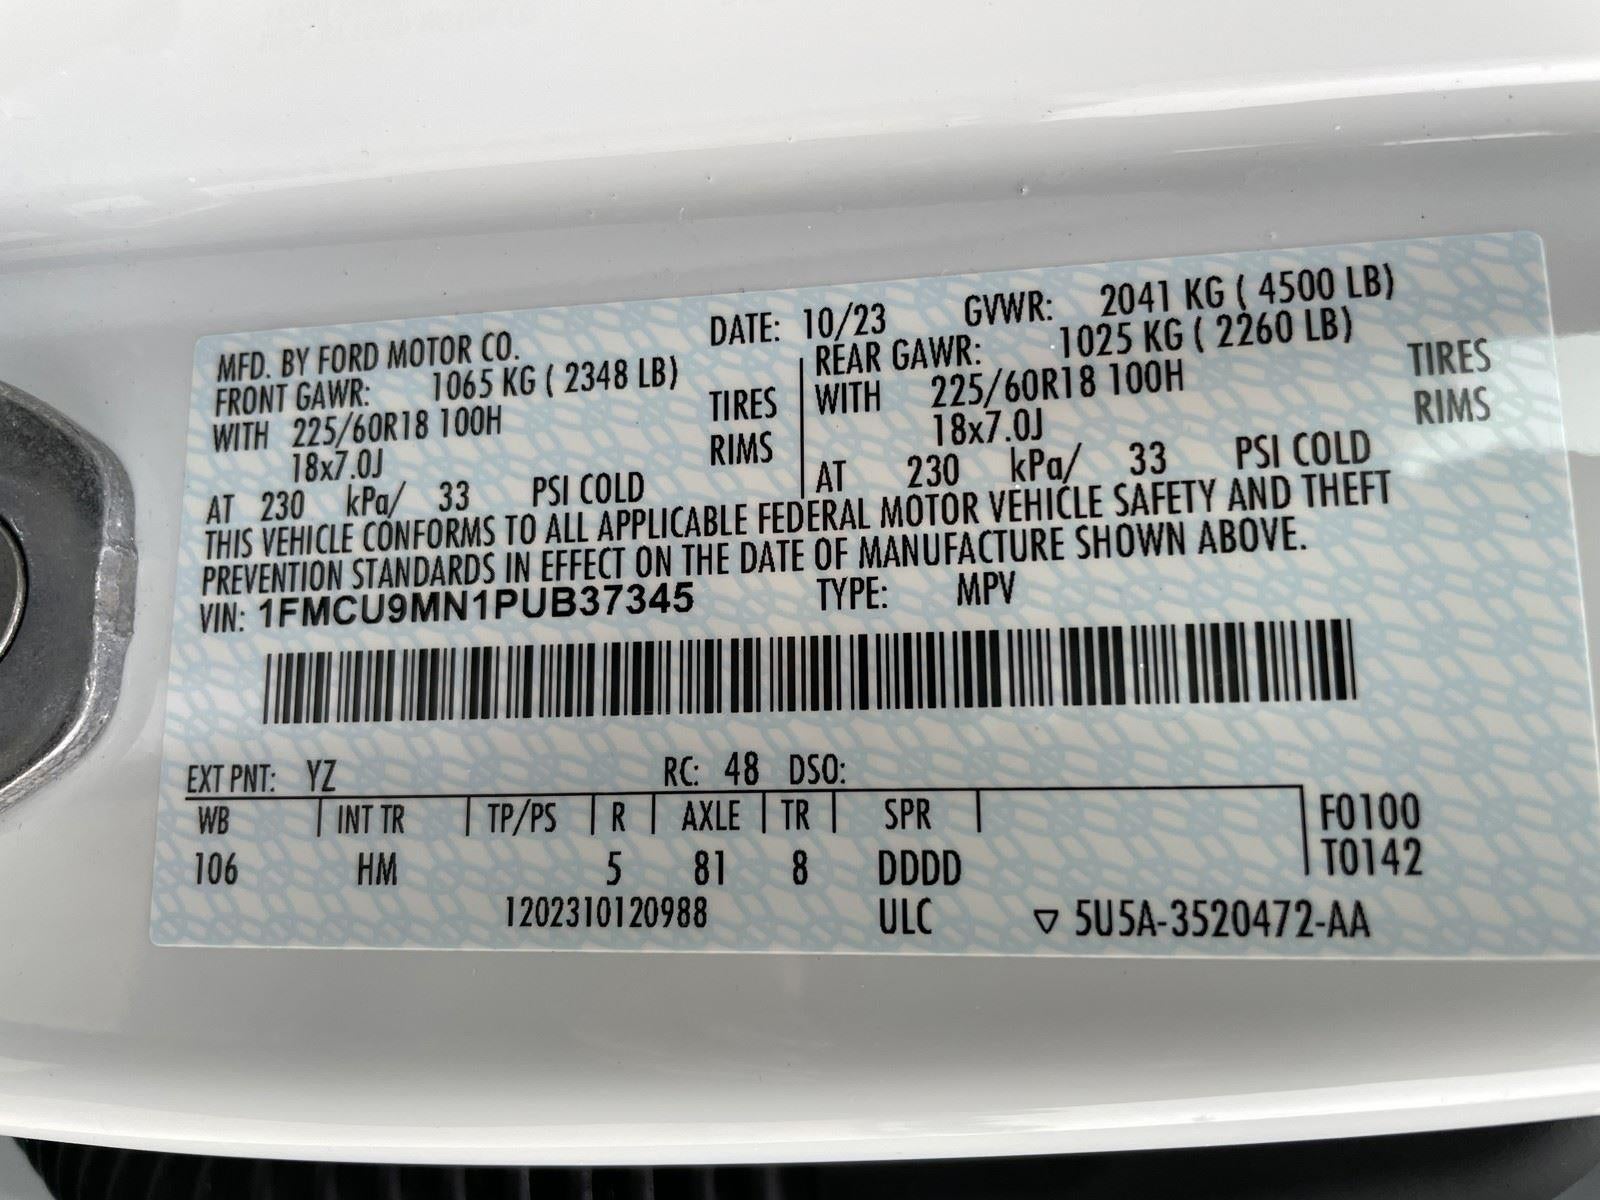 MFD. BY FORD MOTOR CO. DATE: 10/23 GVWR: 2041 KG ( 4500 LB)
FRONT GAWR: 1065 KG ( 2348 LB)
WITH 225/60R18 100H TIRES
18x7.0J RIMS
AT 230 kPa/ 33 PSI COLD
REAR GAWR: 1025 KG ( 2260 LB)
WITH 225/60R18 100H TIRES
18x7.0J RIMS
AT 230 kPa/ 33 PSI COLD
THIS VEHICLE CONFORMS TO ALL APPLICABLE FEDERAL MOTOR VEHICLE SAFETY AND THEFT
PREVENTION STANDARDS IN EFFECT ON THE DATE OF MANUFACTURE SHOWN ABOVE.
VIN: 1FMCU9MN1PUB37345 TYPE: MPV
EXT PNT: YZ RC: 48 DSO:
WB INT TR TP/PS R AXLE TR SPR F0100
106 HM 5 81 8 DDDD T0142
1202310120988 ULC ▽ 5U5A-3520472-AA